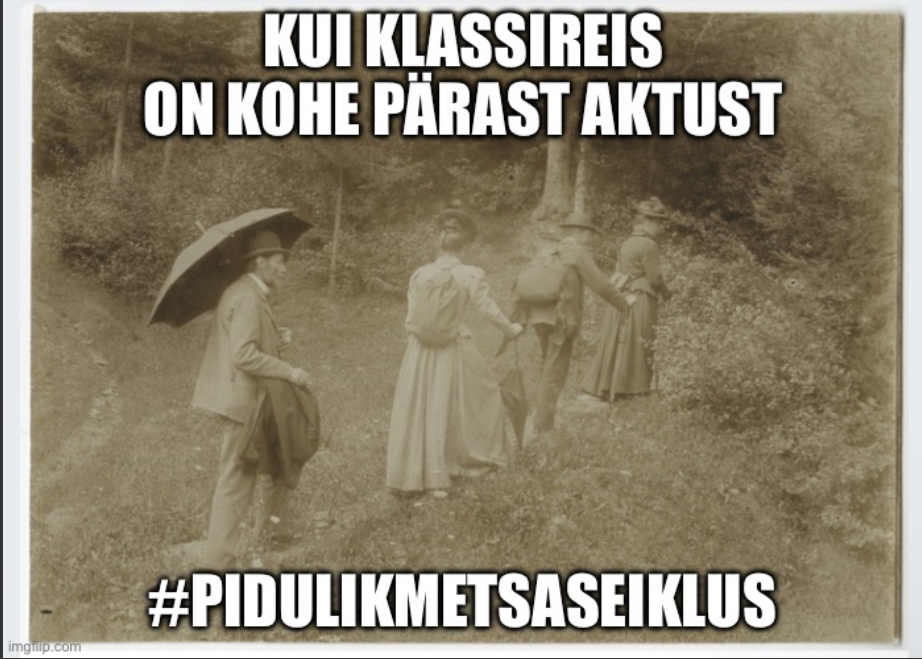 KUI KLASSIREIS
ON KOHE PÄRAST AKTUST
#PIDULIKMETSASEIKLUS
imgflip.com